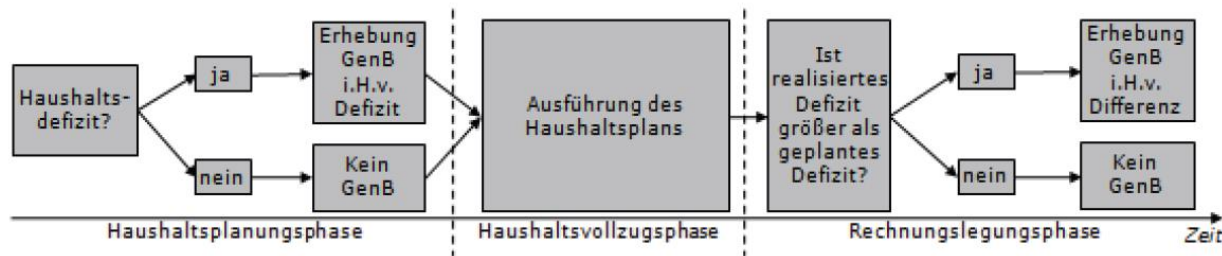 Haushalts-
defizit?
ja
nein
Erhebung
GenB
i.H.v.
Defizit
Kein
GenB
Ausführung des
Haushaltsplans
Ist
realisiertes
Defizit
größer als
geplantes
Defizit?
ja
nein
Erhebung
GenB
i.H.v.
Differenz
Kein
GenB
Haushaltsplanungsphase
Haushaltsvollzugsphase
Rechnungslegungsphase
Zeit